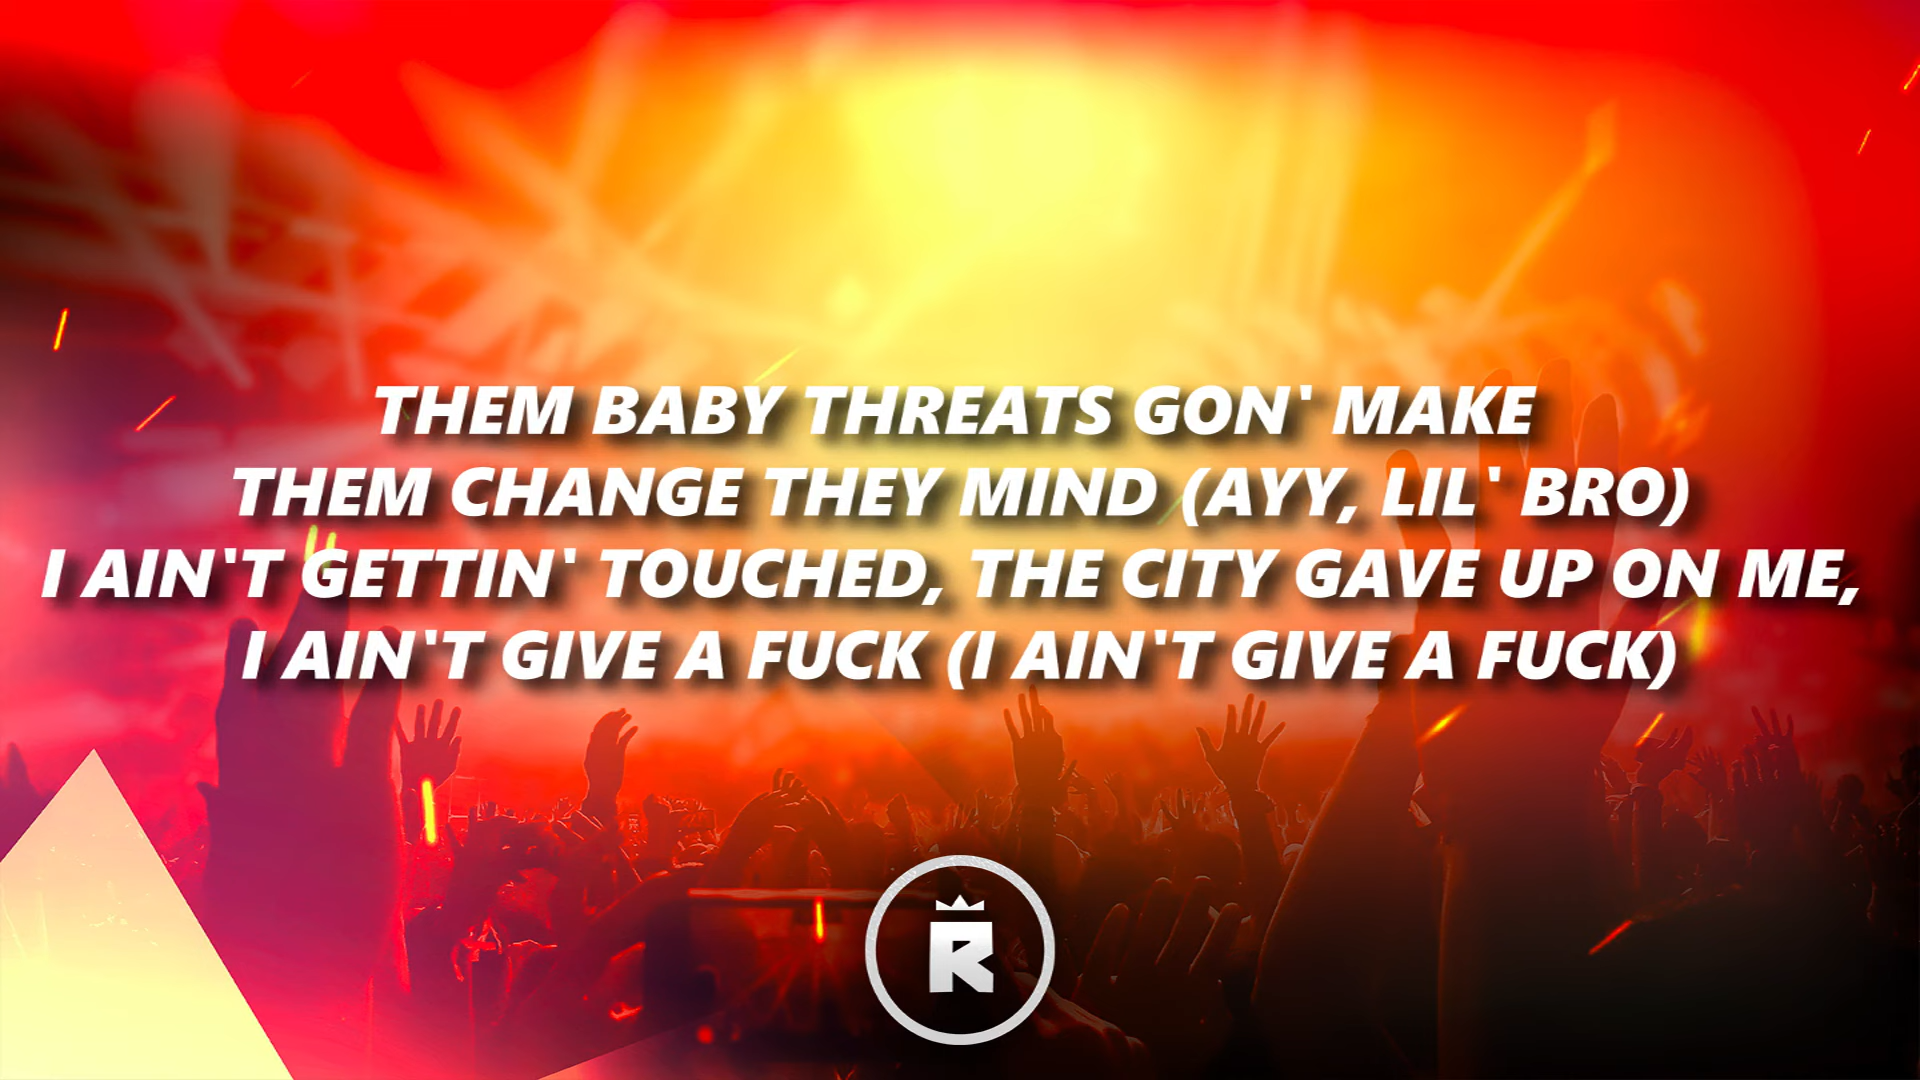 THEM BABY THREATS GON' MAKE
THEM CHANGE THEY MIND (AYY, LIL' BRO)
I AIN'T GETTIN' TOUCHED, THE CITY GAVE UP ON ME,
I AIN'T GIVE A FUCK (I AIN'T GIVE A FUCK)
R